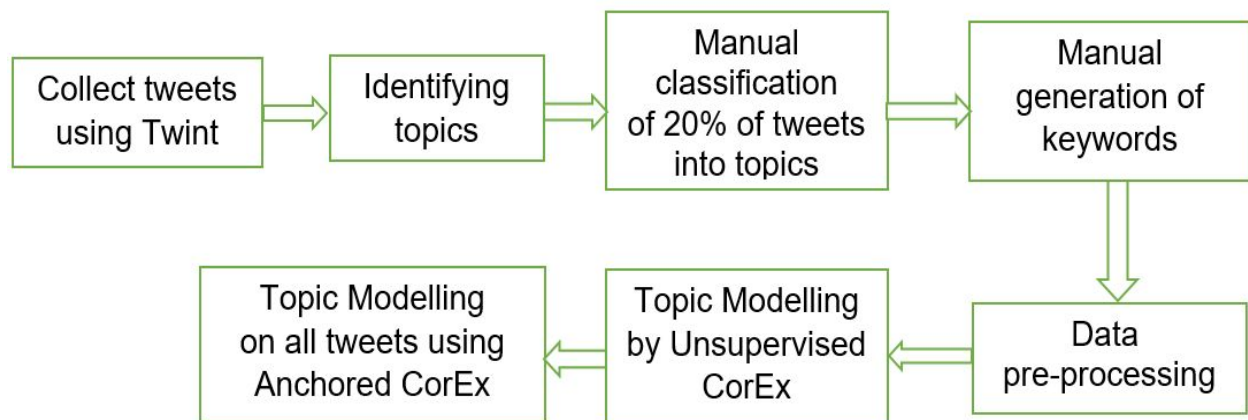 Collect tweets
using Twint
Identifying
topics
Manual
classification
of 20% of tweets
into topics
Manual
generation of
keywords
Data
pre-processing
Topic Modelling
by Unsupervised
CorEx
Topic Modelling
on all tweets using
Anchored CorEx